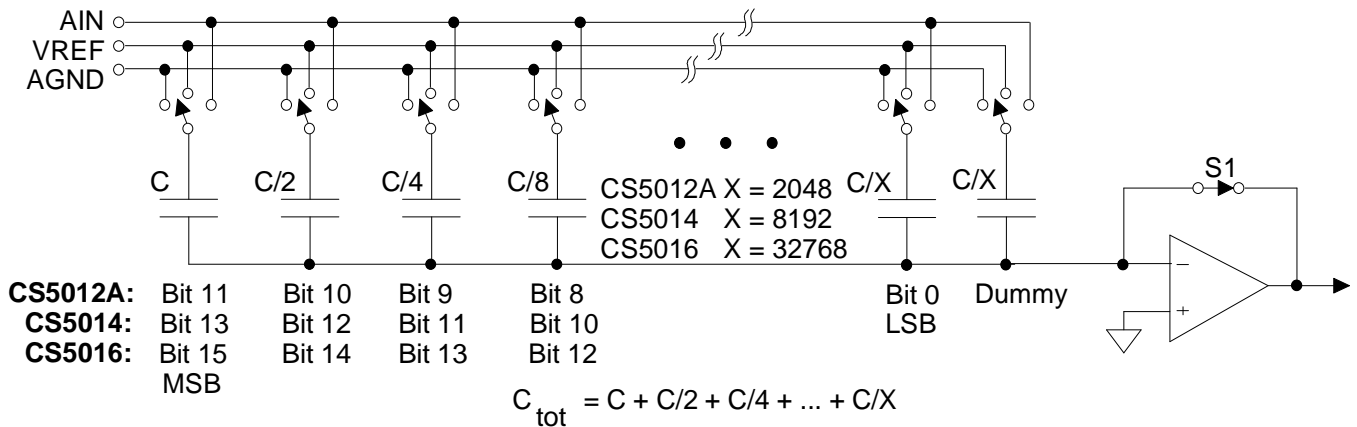 AIN
VREF
AGND
S1
C C/2 C/4 C/8 C/X C/X
CS5012A X = 2048
CS5014 X = 8192
CS5016 X = 32768
− +
CS5012A: Bit 11 Bit 10 Bit 9 Bit 8 Bit 0 Dummy
CS5014: Bit 13 Bit 12 Bit 11 Bit 10 LSB
CS5016: Bit 15 Bit 14 Bit 13 Bit 12
MSB
C tot = C + C/2 + C/4 + ... + C/X